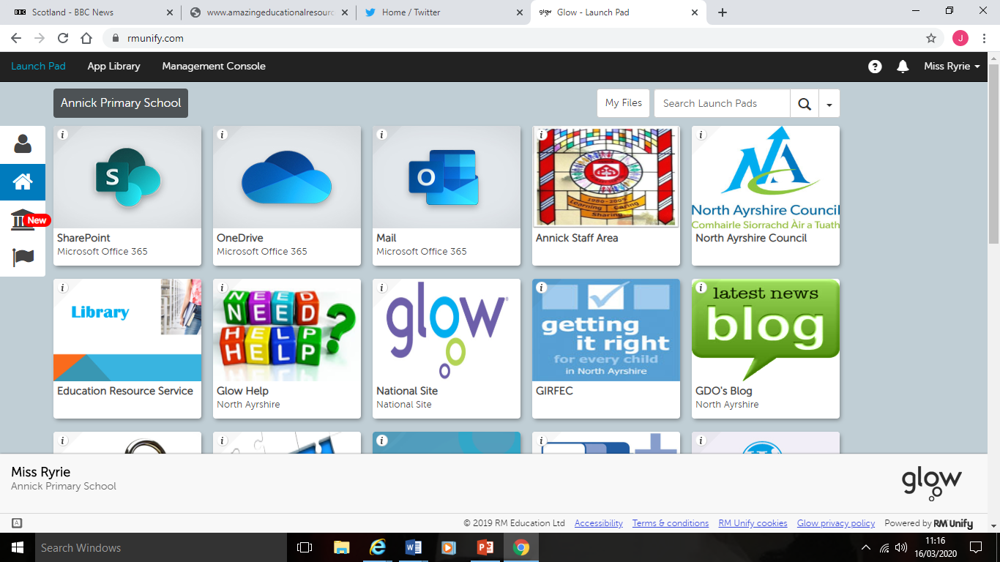 Scotland - BBC News
www.amazingeducationalresourc
Home / Twitter
Glow - Launch Pad
rmunify.com
J
Launch Pad
App Library
Management Console
Miss Ryrie
Annick Primary School
My Files
Search Launch Pads
New
SharePoint
Microsoft Office 365
OneDrive
Microsoft Office 365
Mail
Microsoft Office 365
1980-2005
Learning Caring
Sharing
Annick Staff Area
North Ayrshire Council
Comhairle Siorrachd Àir a Tuath
North Ayrshire Council
Library
Education Resource Service
NEED
HELP?
Glow Help
North Ayrshire
glow
National Site
National Site
getting
it right
for every child
in North Ayrshire
GIRFEC
latest news
blog
GDO's Blog
North Ayrshire
Miss Ryrie
Annick Primary School
glow
© 2019 RM Education Ltd
Accessibility
Terms & conditions
RM Unify cookies
Glow privacy policy
Powered by RM Unify
Search Windows
11:16
16/03/2020